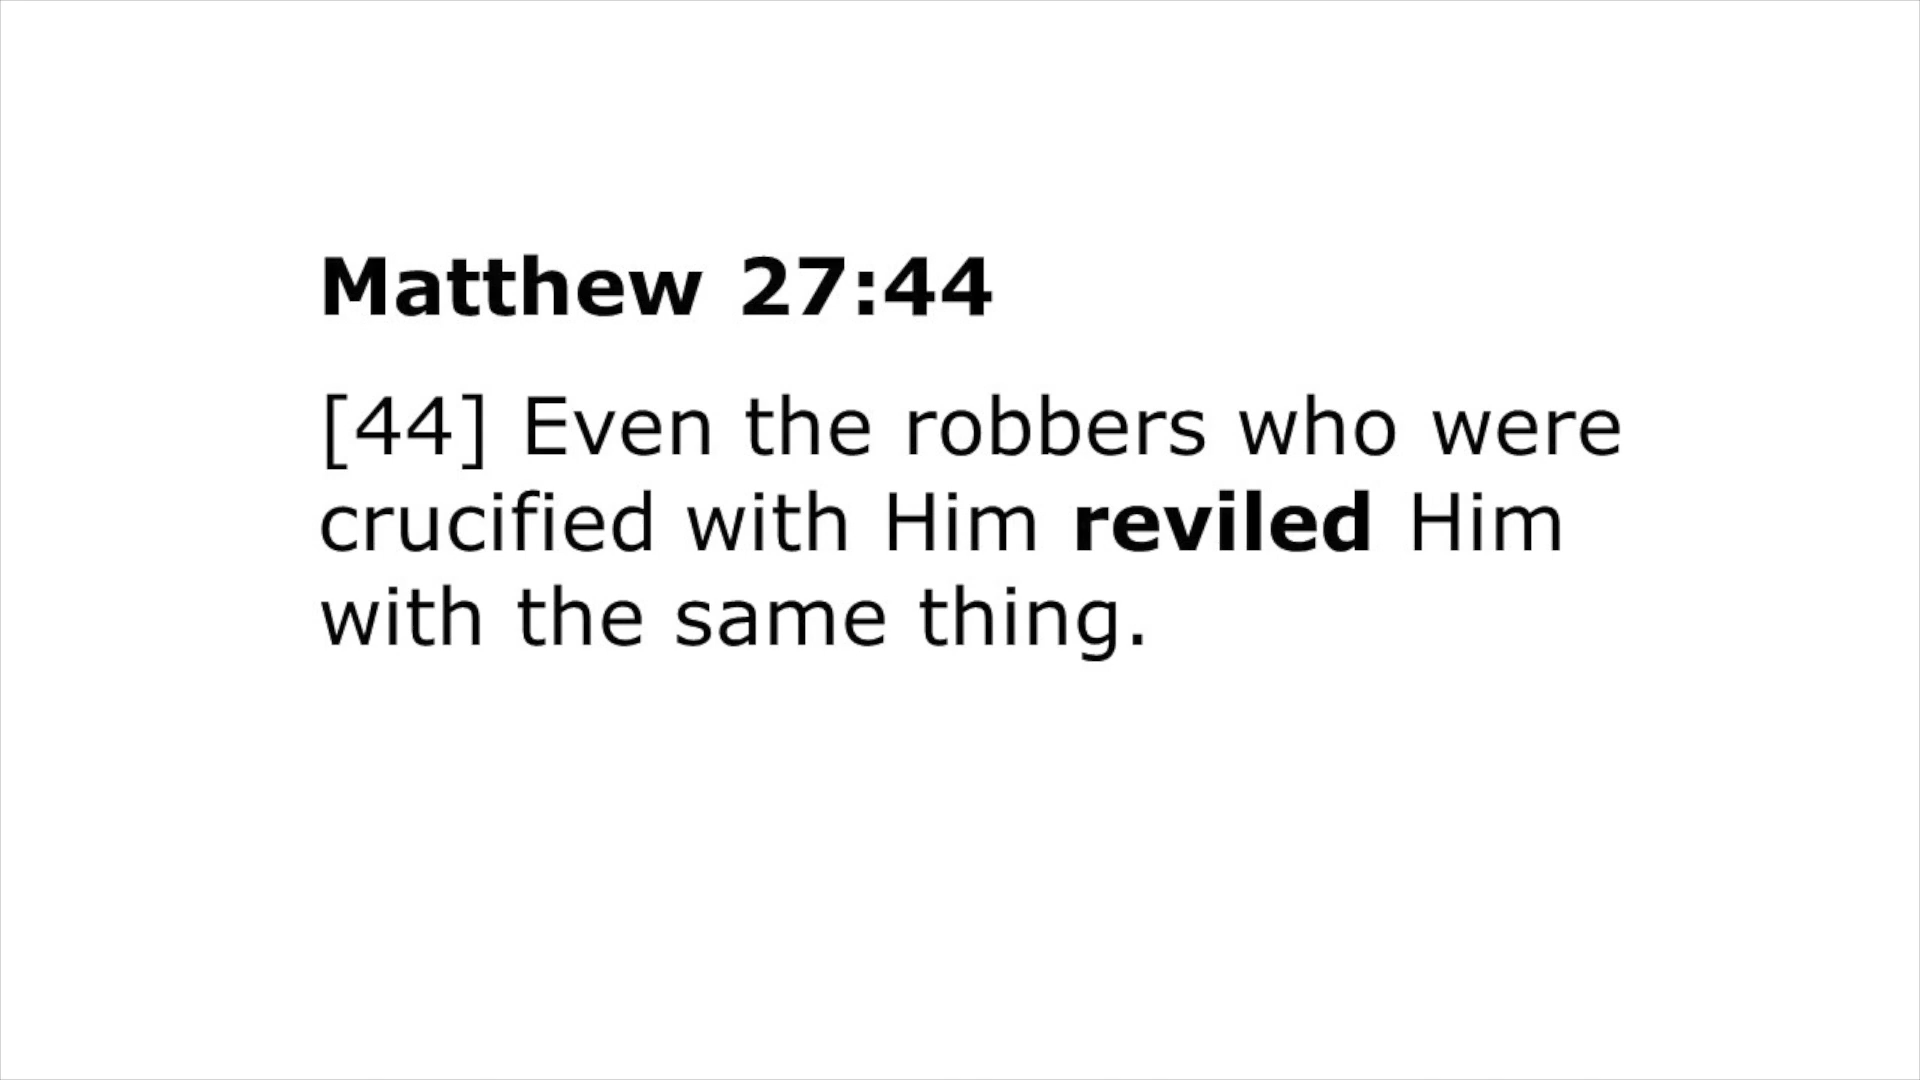 Matthew 27:44
[44] Even the robbers who were
crucified with Him reviled Him
with the same thing.